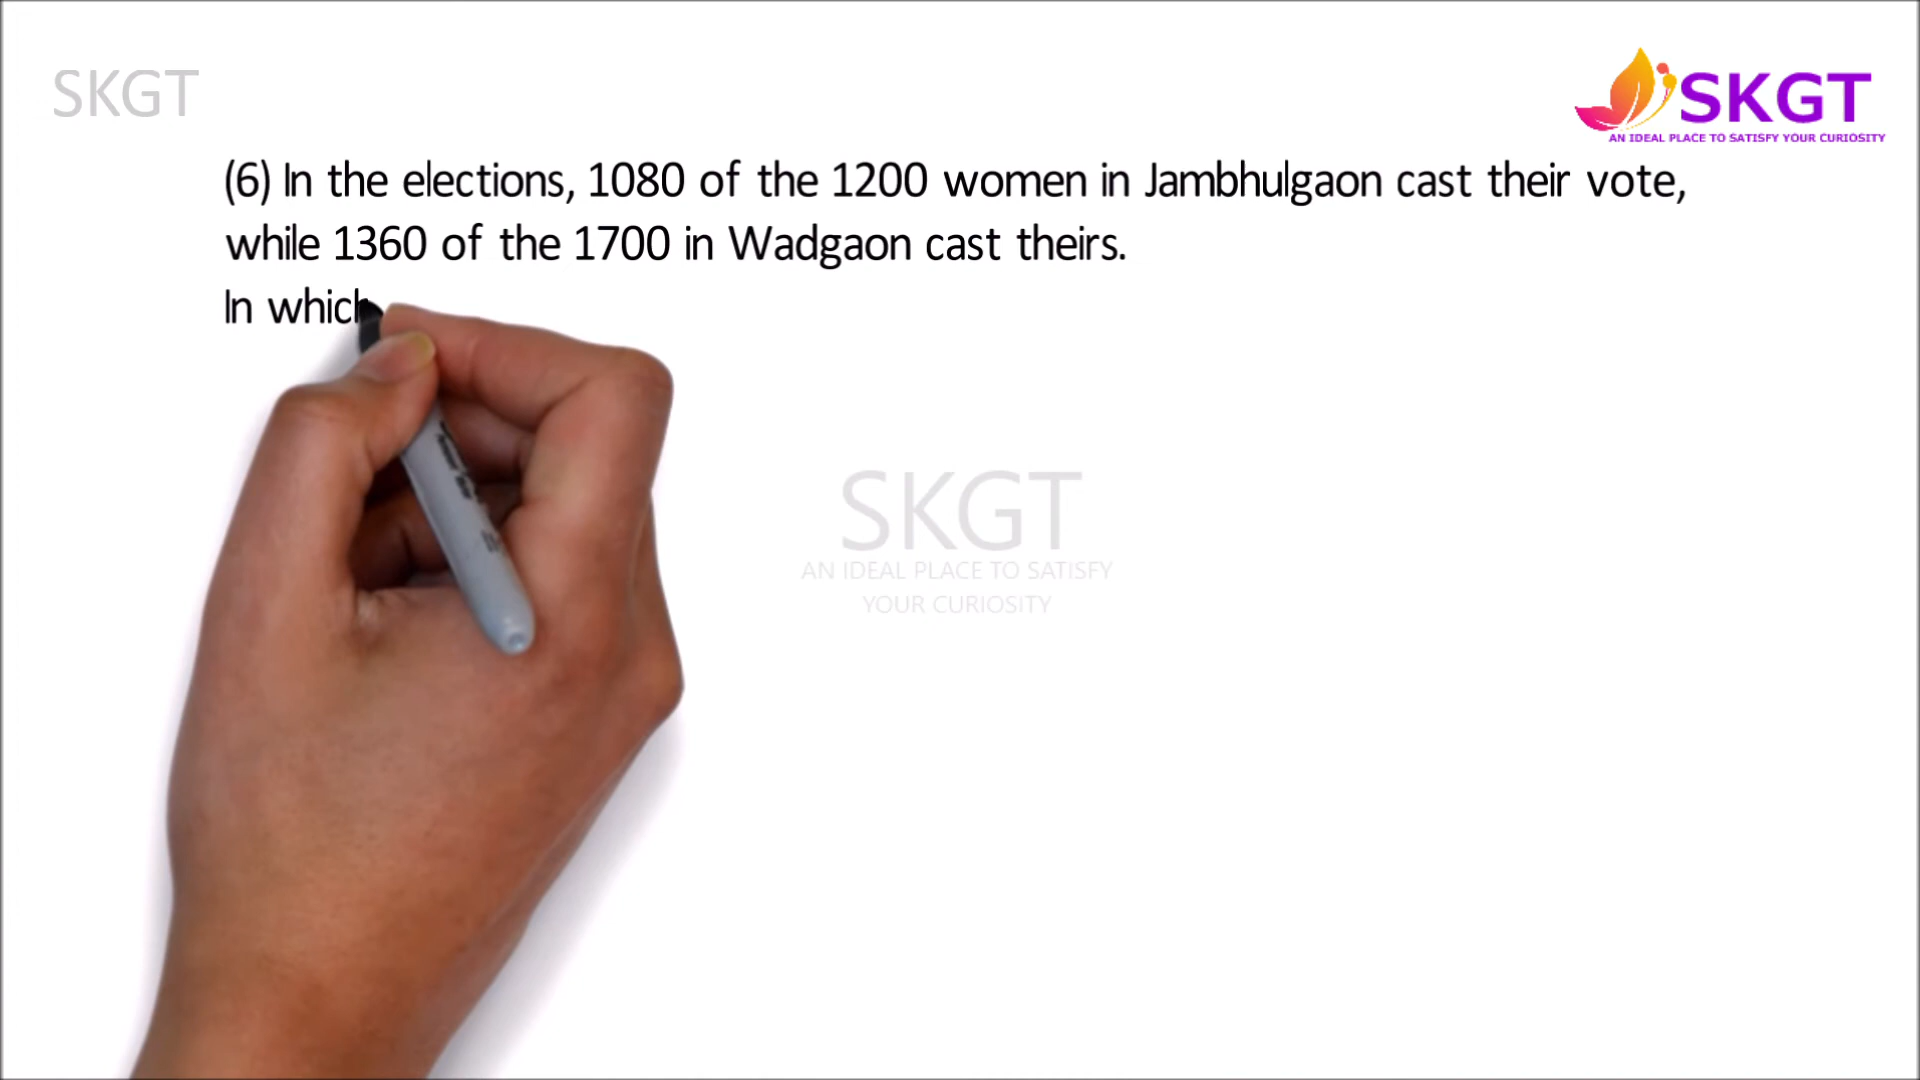 SKGT
SKGT
AN IDEAL PLACE TO SATISFY YOUR CURIOSITY
(6) In the elections, 1080 of the 1200 women in Jambhulgaon cast their vote,
while 1360 of the 1700 in Wadgaon cast theirs.
In which
SKGT
AN IDEAL PLACE TO SATISFY
YOUR CURIOSITY